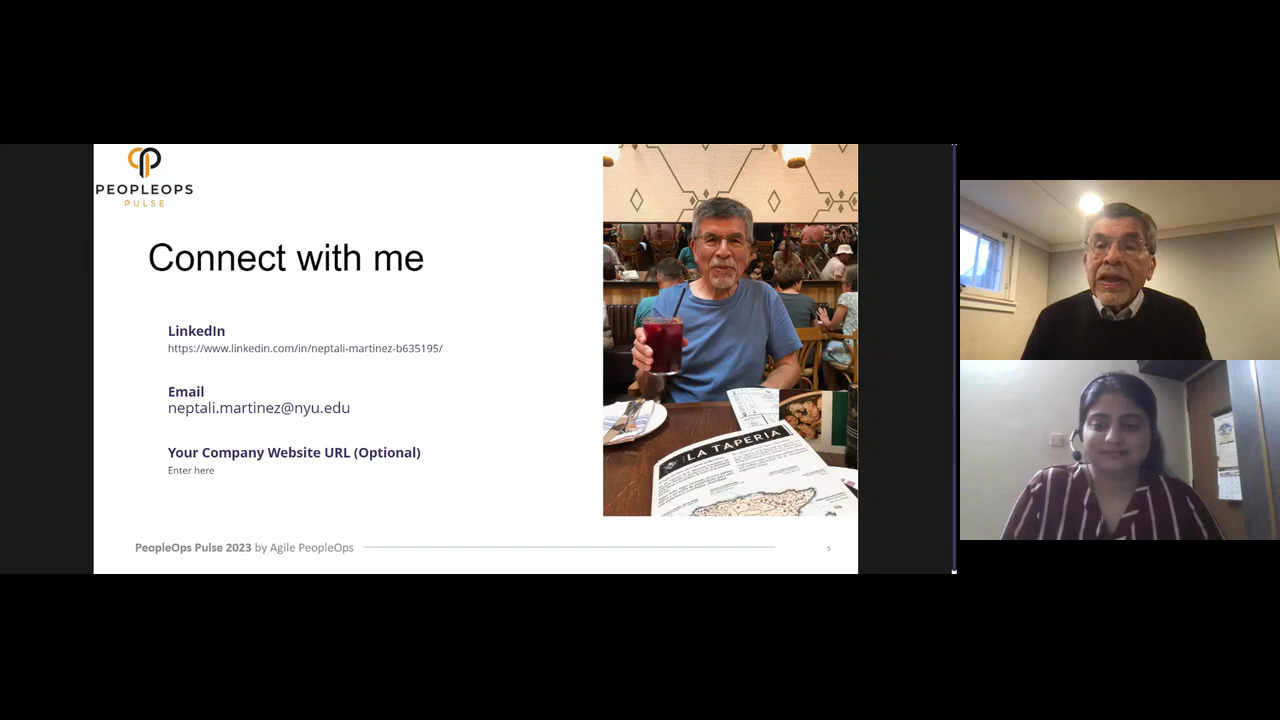 PEOPLEOPS
PULSE
Connect with me
LinkedIn
https://www.linkedin.com/in/neptali-martinez-b635195/
Email
neptali.martinez@nyu.edu
Your Company Website URL (Optional)
Enter here
LA TAPERIA
PeopleOps Pulse 2023 by Agile PeopleOps
5